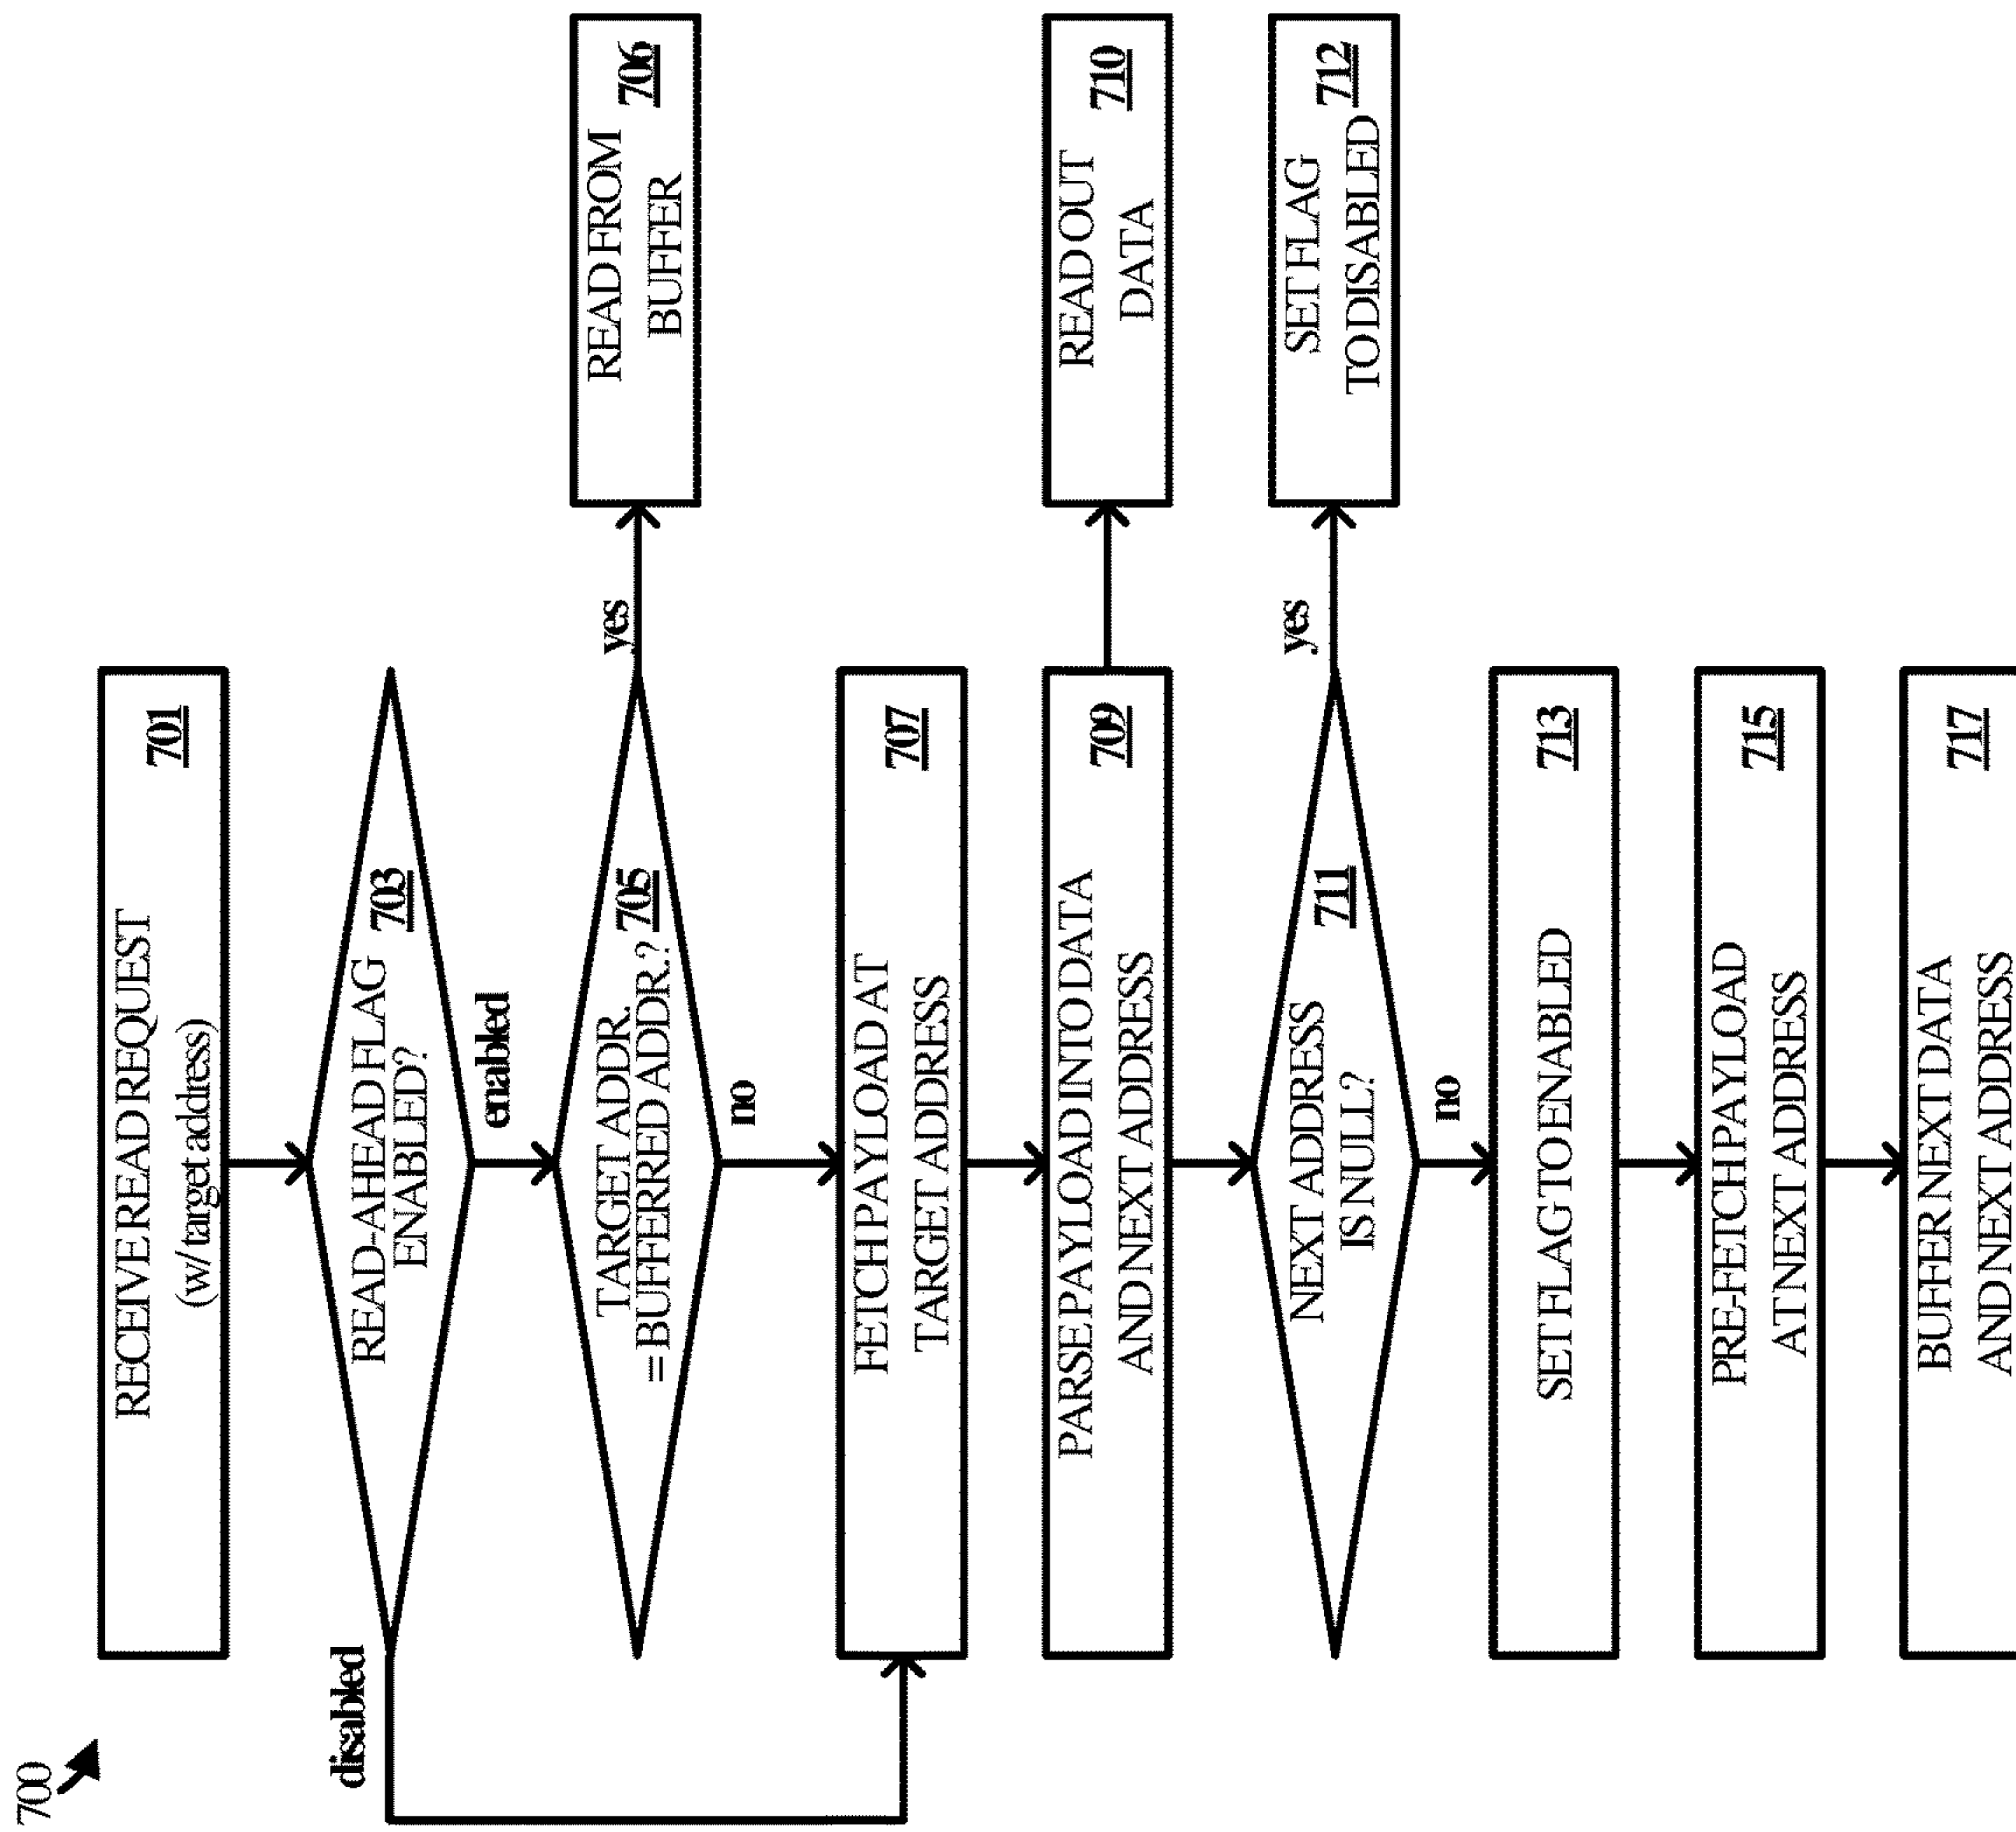 700
RECEIVE READ REQUEST
(w/ target address)
701
READ-AHEAD FLAG
ENABLED?
703
disabled
enabled
TARGET ADDR.
= BUFFERRED ADDR.?
705
yes
READ FROM
BUFFER
706
no
FETCH PAYLOAD AT
TARGET ADDRESS
707
PARSE PAYLOAD INTO DATA
AND NEXT ADDRESS
709
READ OUT
DATA
710
NEXT ADDRESS
IS NULL?
711
yes
SET FLAG
TO DISABLED
712
no
SET FLAG TO ENABLED
713
PRE-FETCH PAYLOAD
AT NEXT ADDRESS
715
BUFFER NEXT DATA
AND NEXT ADDRESS
717